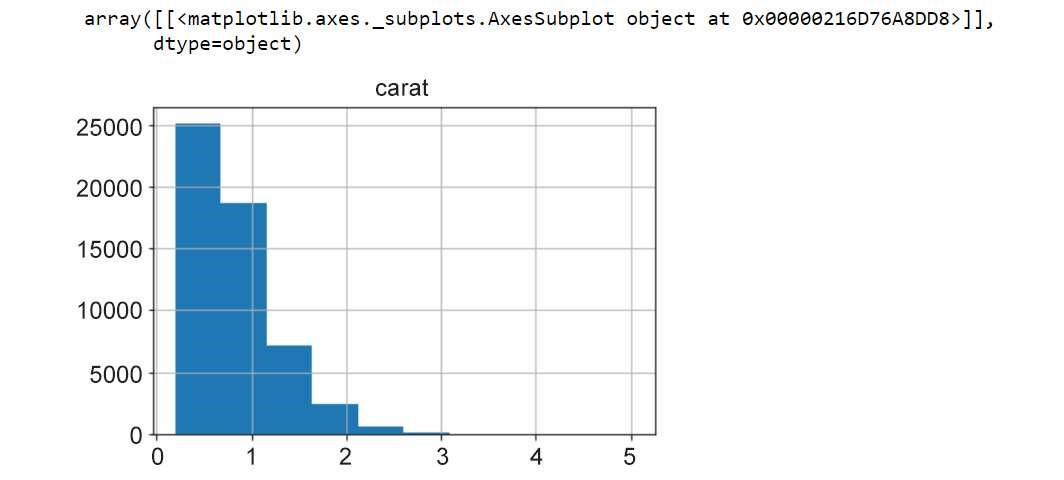 array([[<matplotlib.axes._subplots.AxesSubplot object at 0x00000216D76A8DD8>]],
dtype=object)
carat
25000
20000
15000
10000
5000
0
0 1 2 3 4 5